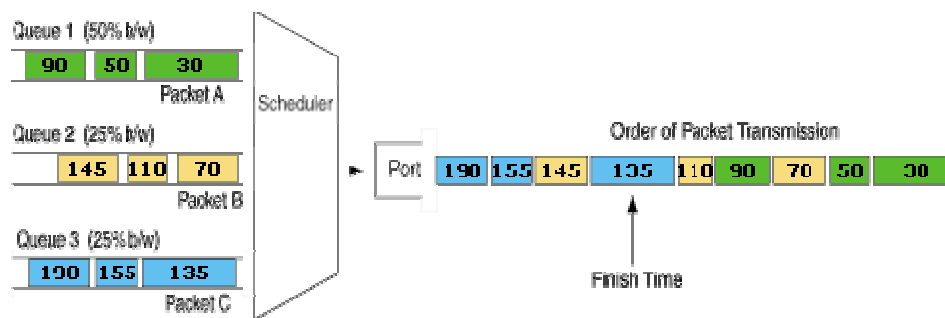 Queue 1 (50% b/w)
90 50 30
Packet A
Scheduler
Queue 2 (25% b/w)
145 110 70
Packet B
Queue 3 (25% b/w)
190 155 135
Packet C
Order of Packet Transmission
Port 190 155 145 135 110 90 70 50 30
Finish Time